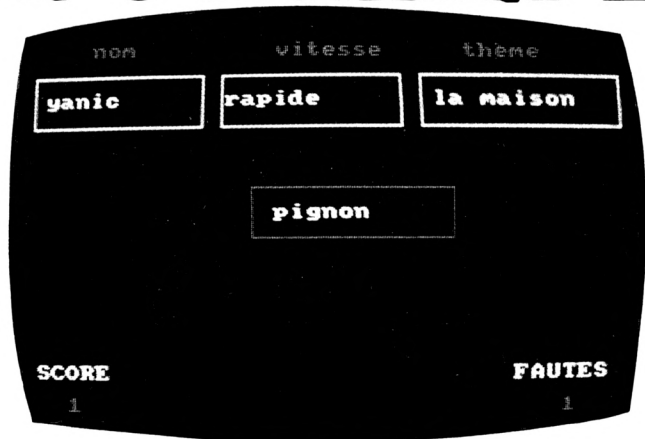 nom vitesse thème
yanic rapide la maison
pignon
SCORE FAUTES
1 1